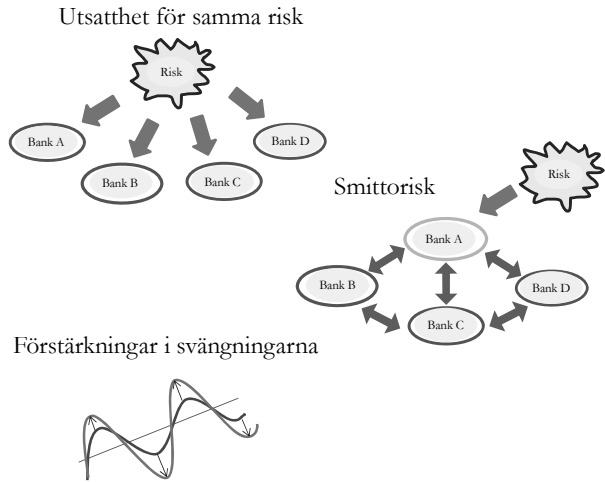 Utsatthet för samma risk
Risk
Bank A
Bank B
Bank C
Bank D
Smittorisk
Risk
Bank A
Bank B
Bank D
Bank C
Förstärkningar i svängningarna